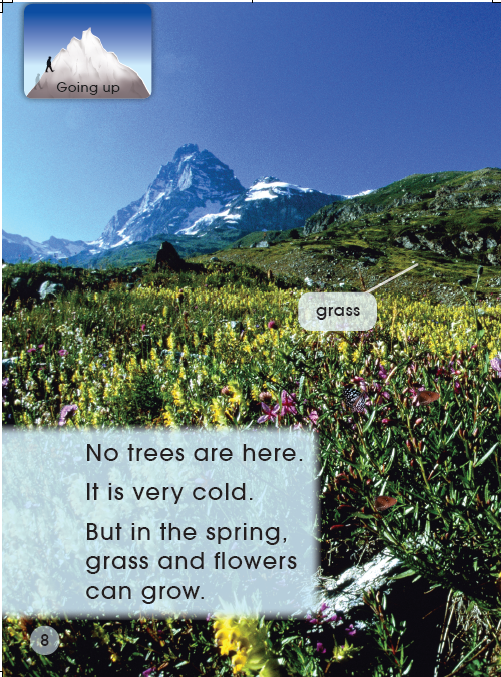 Going up
grass
No trees are here.
It is very cold.
But in the spring,
grass and flowers
can grow.
8